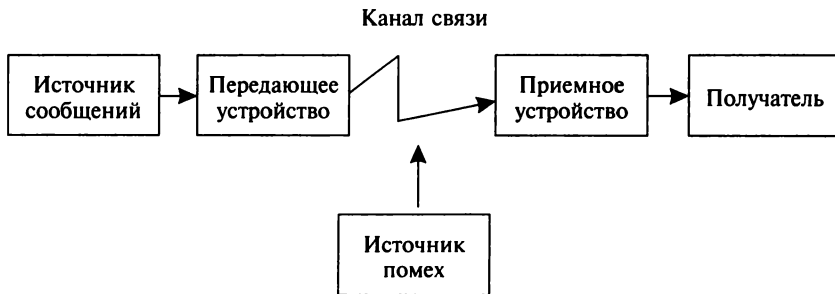 Канал связи
Источник
сообщений
Передающее
устройство
Приемное
устройство
Получатель
Источник
помех